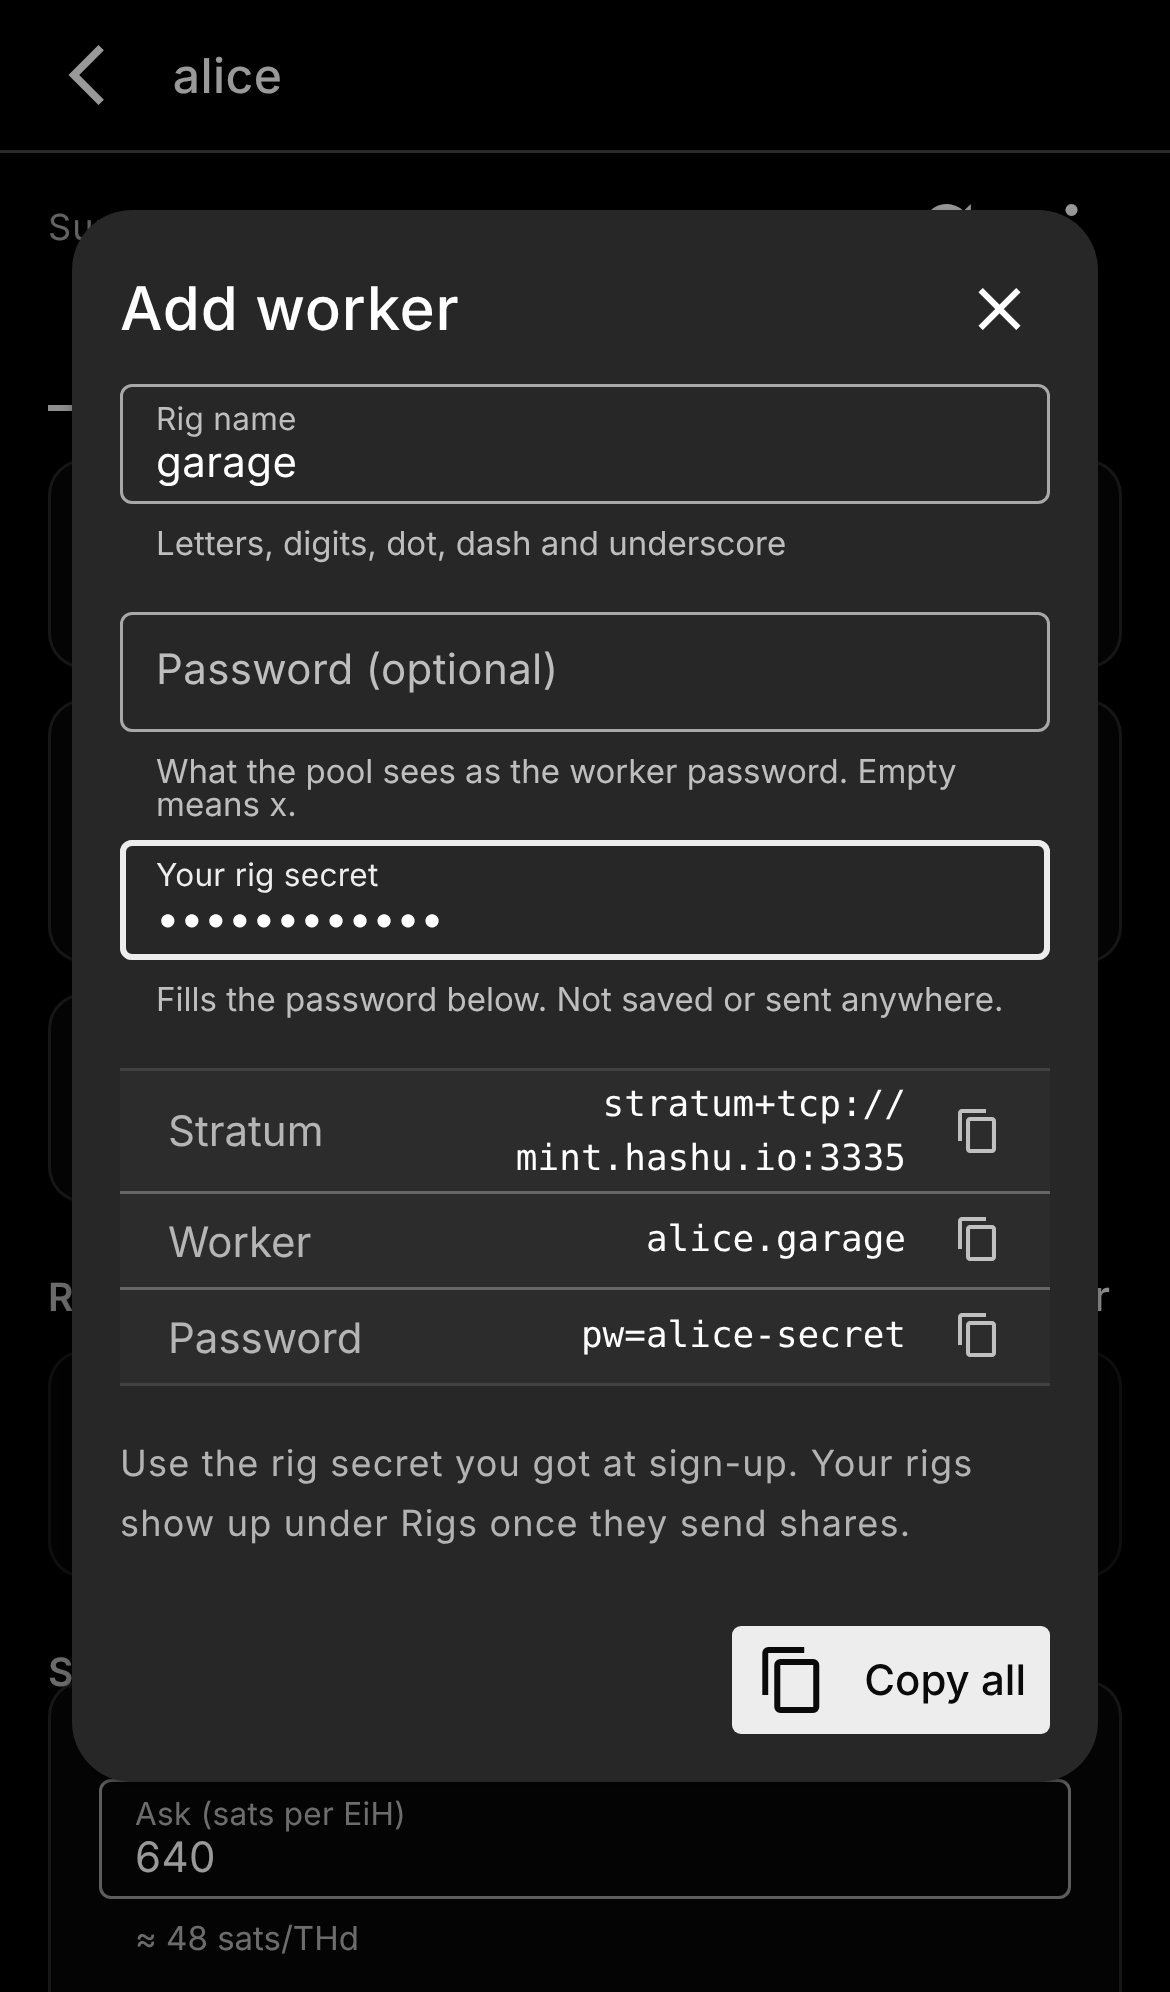 alice
Su
Add worker
Rig name
garage
Letters, digits, dot, dash and underscore
Password (optional)
What the pool sees as the worker password. Empty
means x.
Your rig secret
••••••••••••
Fills the password below. Not saved or sent anywhere.
Stratum
stratum+tcp://
mint.hashu.io:3335
Worker
alice.garage
Password
pw=alice-secret
Use the rig secret you got at sign-up. Your rigs
show up under Rigs once they send shares.
Copy all
Ask (sats per EiH)
640
≈ 48 sats/THd